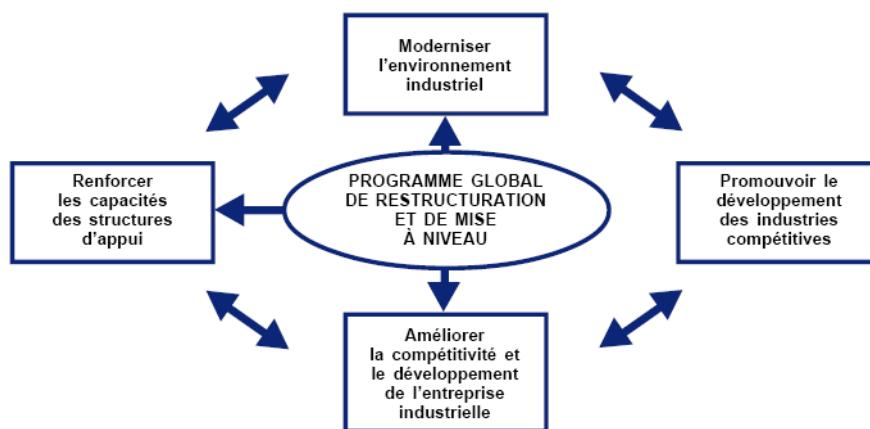 Moderniser
l'environnement
industriel
Renforcer
les capacités
des structures
d'appui
PROGRAMME GLOBAL
DE RESTRUCTURATION
ET DE MISE
À NIVEAU
Promouvoir le
développement
des industries
compétitives
Améliorer
la compétitivité et
le développement
de l'entreprise
industrielle